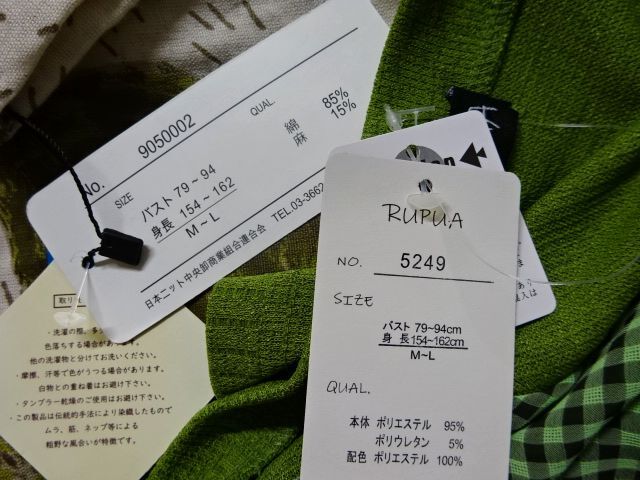 No. 9050002
SIZE
バスト 79～94
身長 154～162
M～L
QUAL.
綿 85%
麻 15%
日本ニット中央卸商業組合連合会
TEL.03-3662
RUPUA
NO. 5249
SIZE
バスト 79~94cm
身 長 154~162cm
M~L
QUAL.
本体 ポリエステル 95%
ポリウレタン 5%
配色 ポリエステル 100%
取り
・洗濯の際、多
色落ちする場合があります。
他の洗濯物と分けてお洗いください。
・摩擦、汗等で色がうつる場合があります。
白物との重ね着はお避け下さい。
・タンブラー乾燥のご使用はお避け下さい。
・この製品は伝統的手法により染織したもので
ムラ、筋、ネップ等による
粗野な風合いが特徴です。